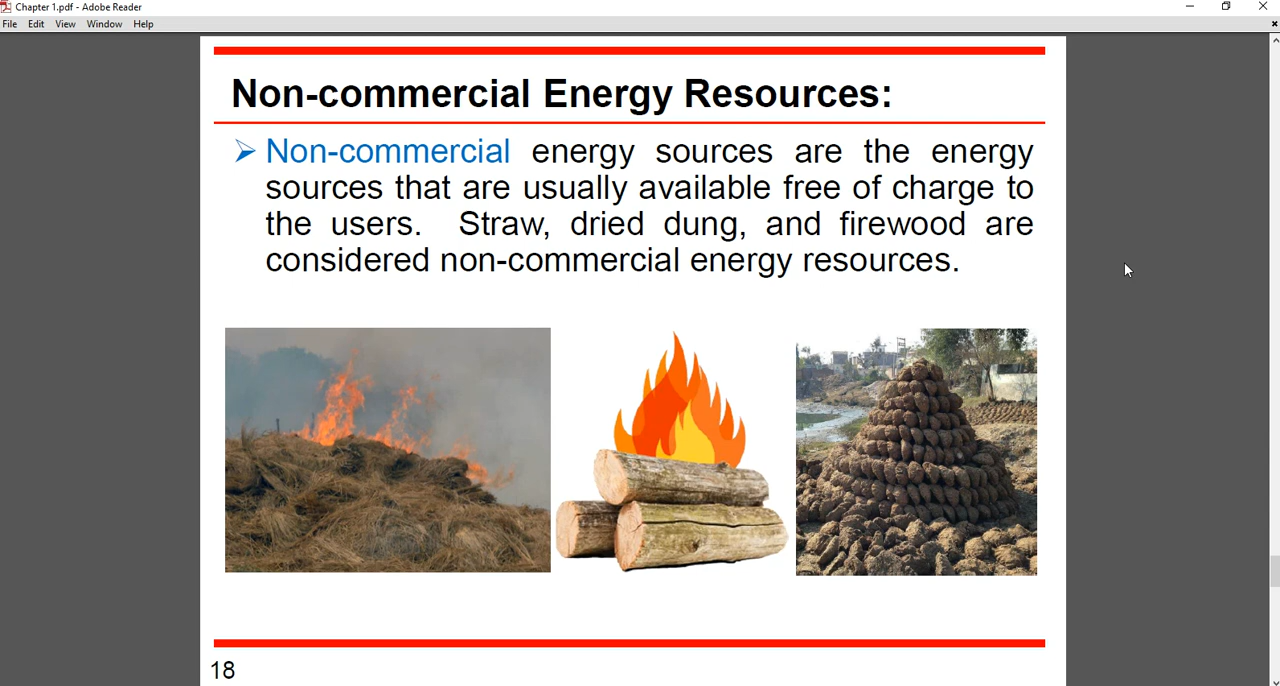 Chapter 1.pdf - Adobe Reader
File Edit View Window Help
Non-commercial Energy Resources:
Non-commercial energy sources are the energy
sources that are usually available free of charge to
the users. Straw, dried dung, and firewood are
considered non-commercial energy resources.
18